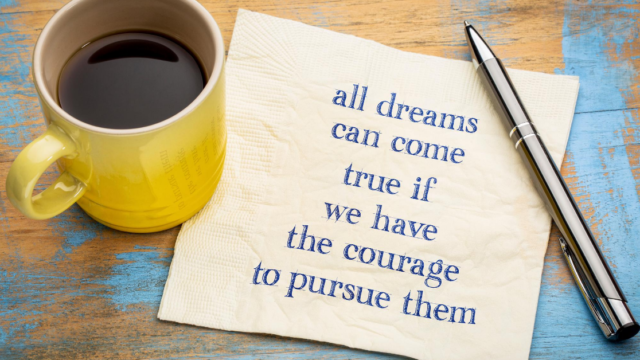 all dreams
can come
true if
we have
the courage
to pursue them